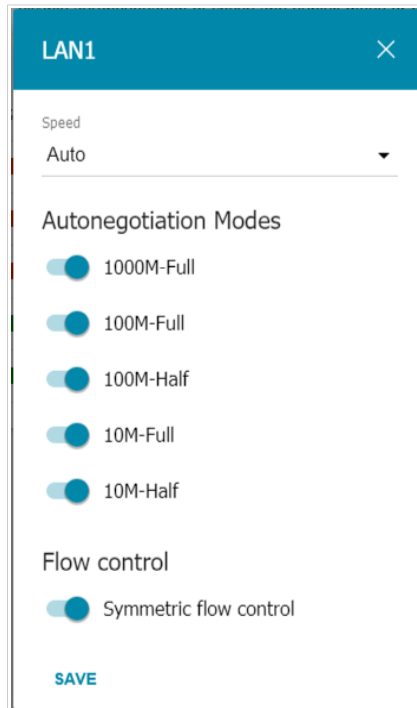 LAN1
Speed
Auto
Autonegotiation Modes
1000M-Full
100M-Full
100M-Half
10M-Full
10M-Half
Flow control
Symmetric flow control
SAVE